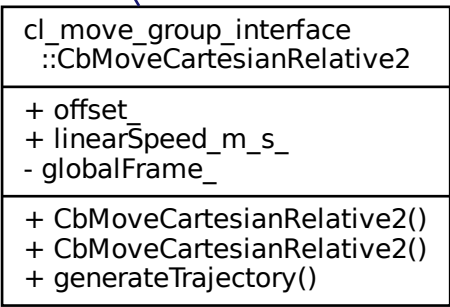 cl_move_group_interface
::CbMoveCartesianRelative2
+ offset_
+ linearSpeed_m_s_
- globalFrame_
+ CbMoveCartesianRelative2()
+ CbMoveCartesianRelative2()
+ generateTrajectory()